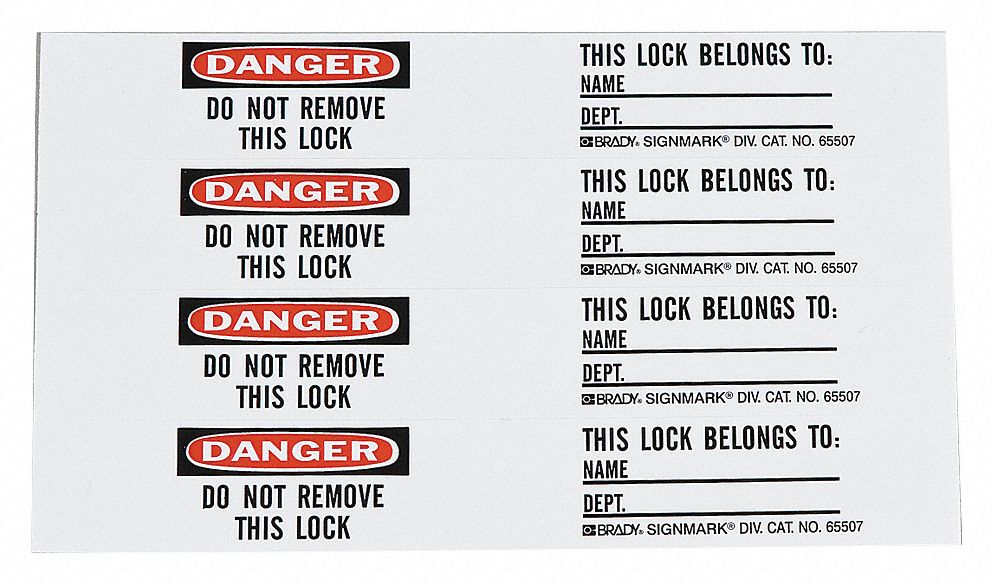 DANGER
DO NOT REMOVE
THIS LOCK
THIS LOCK BELONGS TO:
NAME
DEPT.
BRADY® SIGNMARK® DIV. CAT. NO. 65507
DANGER
DO NOT REMOVE
THIS LOCK
THIS LOCK BELONGS TO:
NAME
DEPT.
BRADY® SIGNMARK® DIV. CAT. NO. 65507
DANGER
DO NOT REMOVE
THIS LOCK
THIS LOCK BELONGS TO:
NAME
DEPT.
BRADY® SIGNMARK® DIV. CAT. NO. 65507
DANGER
DO NOT REMOVE
THIS LOCK
THIS LOCK BELONGS TO:
NAME
DEPT.
BRADY® SIGNMARK® DIV. CAT. NO. 65507